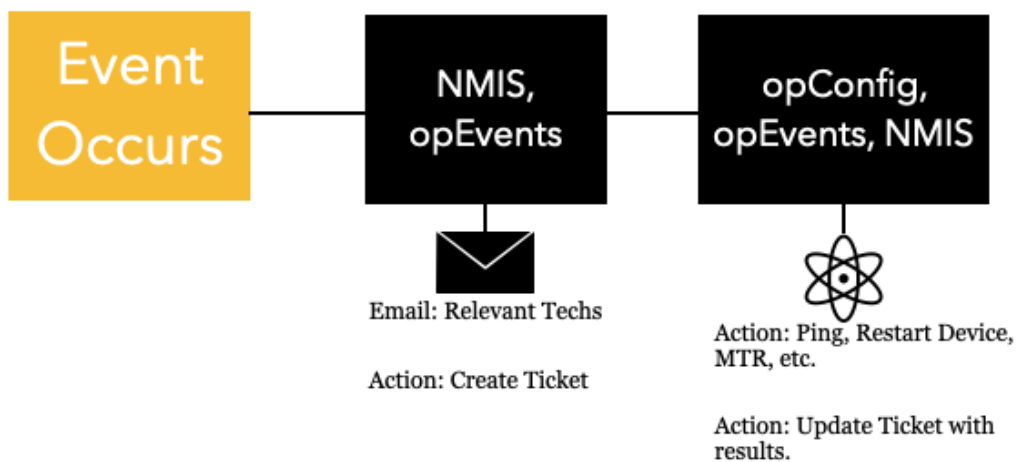 Event
Occurs
NMIS,
opEvents
opConfig,
opEvents, NMIS
Email: Relevant Techs
Action: Create Ticket
Action: Ping, Restart Device,
MTR, etc.
Action: Update Ticket with
results.